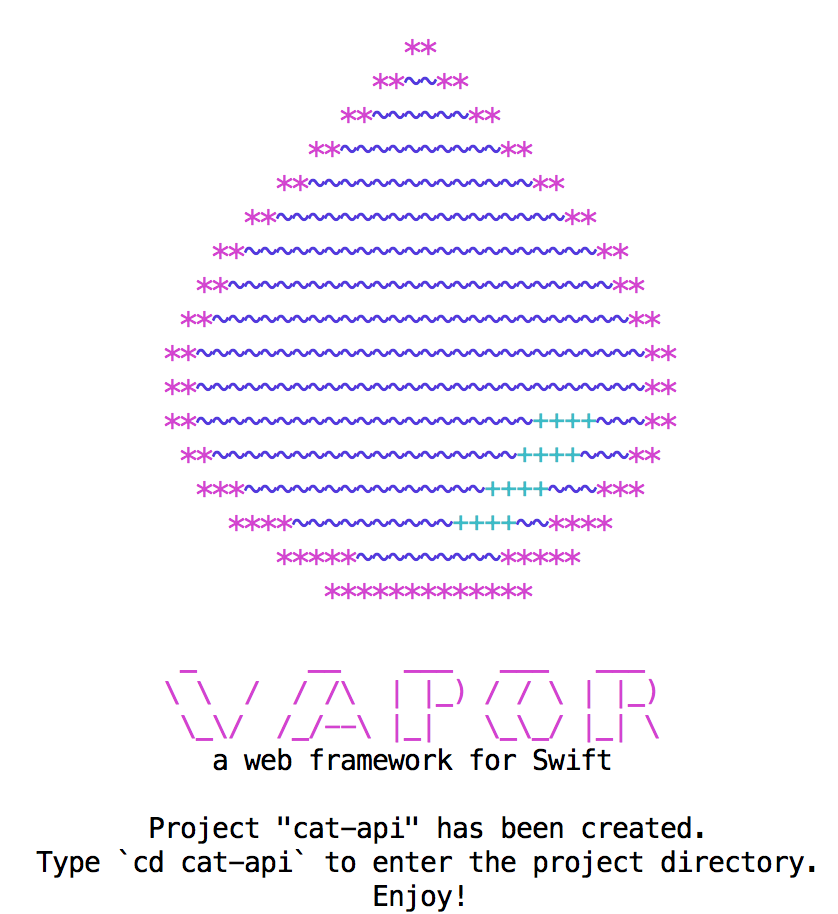 VAPOR
a web framework for Swift
Project "cat-api" has been created.
Type `cd cat-api` to enter the project directory.
Enjoy!